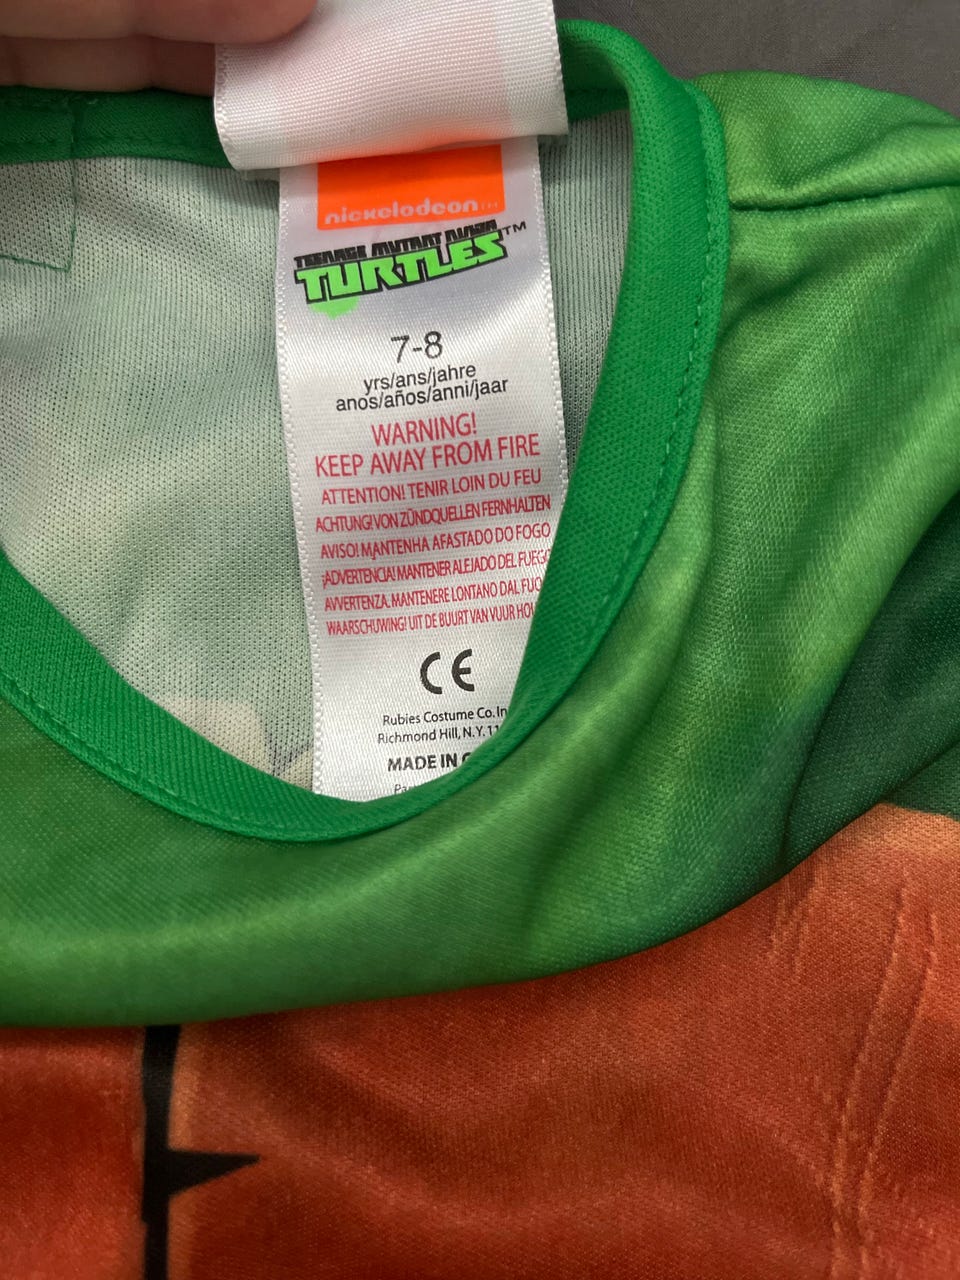 nickelodeon
TEENAGE MUTANT NINJA
TURTLES™
7-8
yrs/ans/jahre
anos/años/anni/jaar
WARNING!
KEEP AWAY FROM FIRE
ATTENTION! TENIR LOIN DU FEU
ACHTUNG! VON ZÜNDQUELLEN FERNHALTEN
AVISO! MANTENHA AFASTADO DO FOGO
¡ADVERTENCIA! MANTENER ALEJADO DEL
AVVERTENZA. MANTENERE LONTANO DAL
WAARSCHUWING! UIT DE BUURT VAN VUUR
CE
Rubies Costume Co.
Richmond Hill, N.Y.
MADE IN